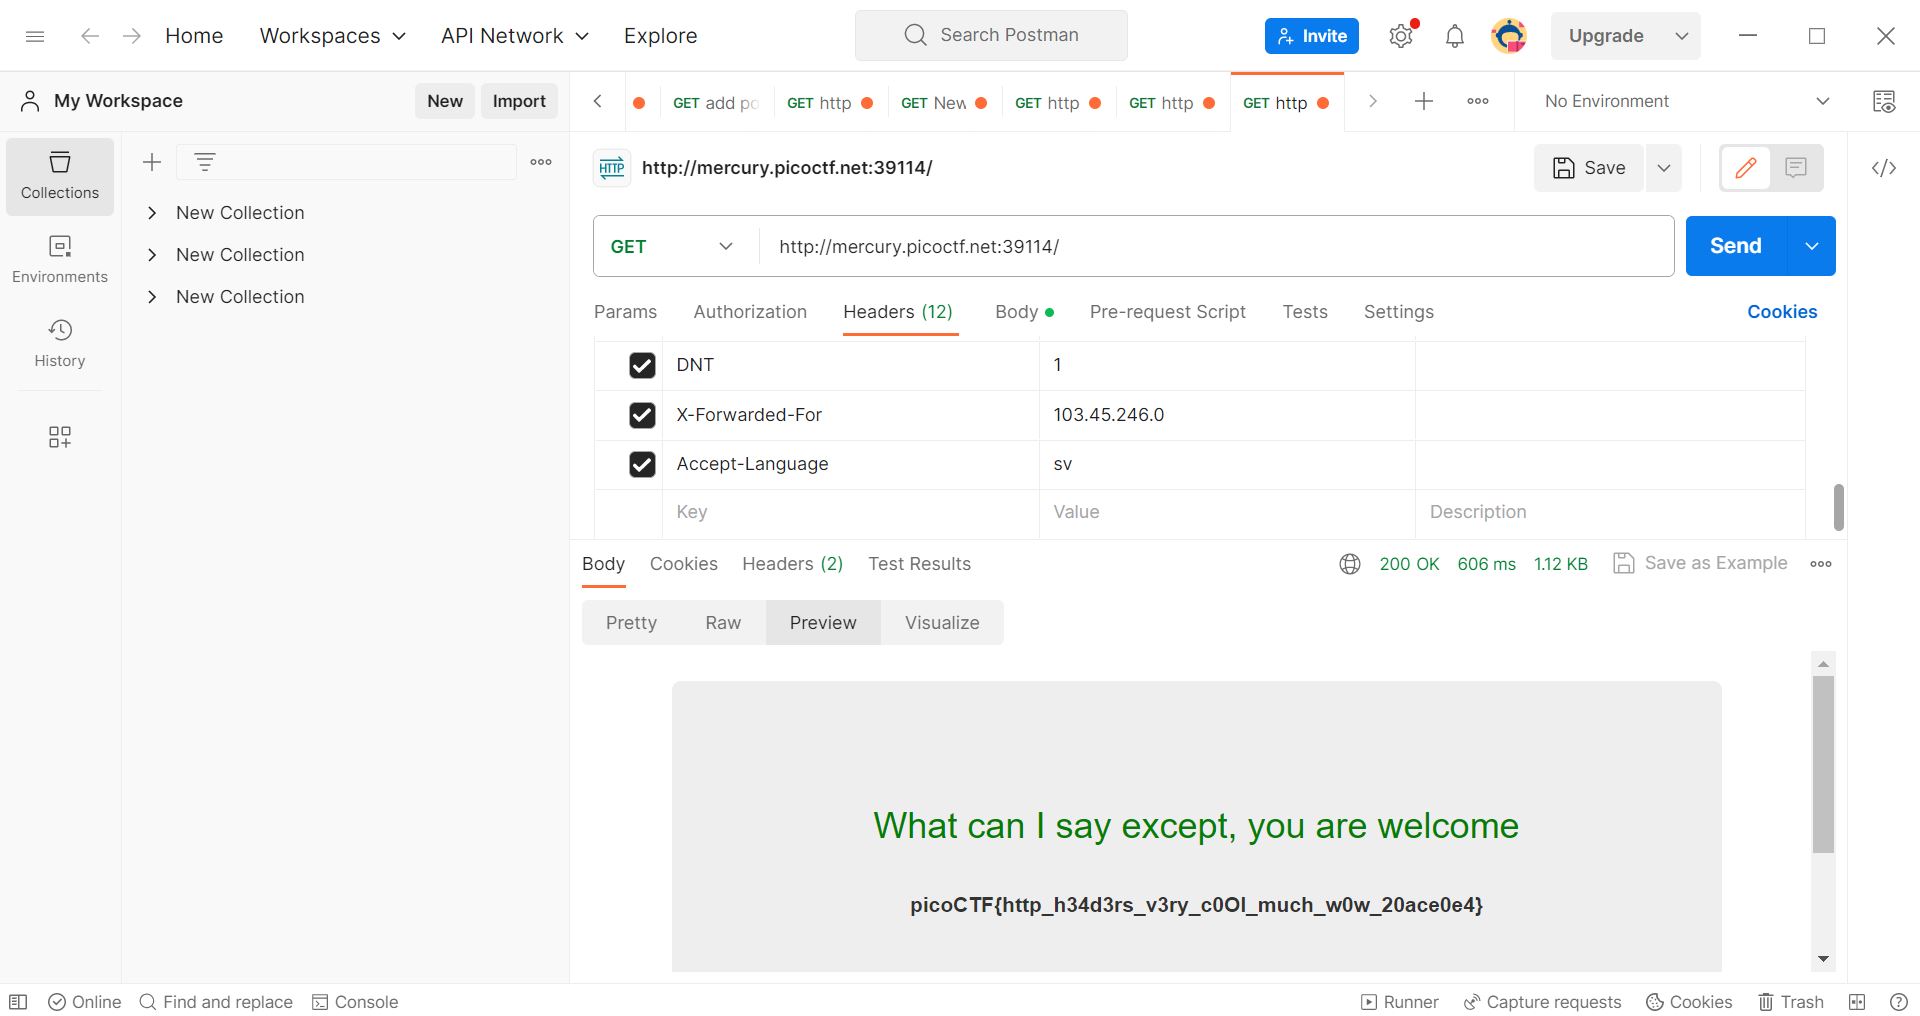 Home Workspaces API Network Explore Search Postman Invite Upgrade
My Workspace New Import GET add po GET http GET New GET http GET http GET http No Environment
Collections
Environments
History
New Collection
New Collection
New Collection
HTTP http://mercury.picoctf.net:39114/ Save
GET http://mercury.picoctf.net:39114/ Send
Params Authorization Headers (12) Body Pre-request Script Tests Settings Cookies
DNT 1
X-Forwarded-For 103.45.246.0
Accept-Language sv
Key Value Description
Body Cookies Headers (2) Test Results 200 OK 606 ms 1.12 KB Save as Example
Pretty Raw Preview Visualize
What can I say except, you are welcome
picoCTF{http_h34d3rs_v3ry_c0Ol_much_w0w_20ace0e4}
Online Find and replace Console Runner Capture requests Cookies Trash